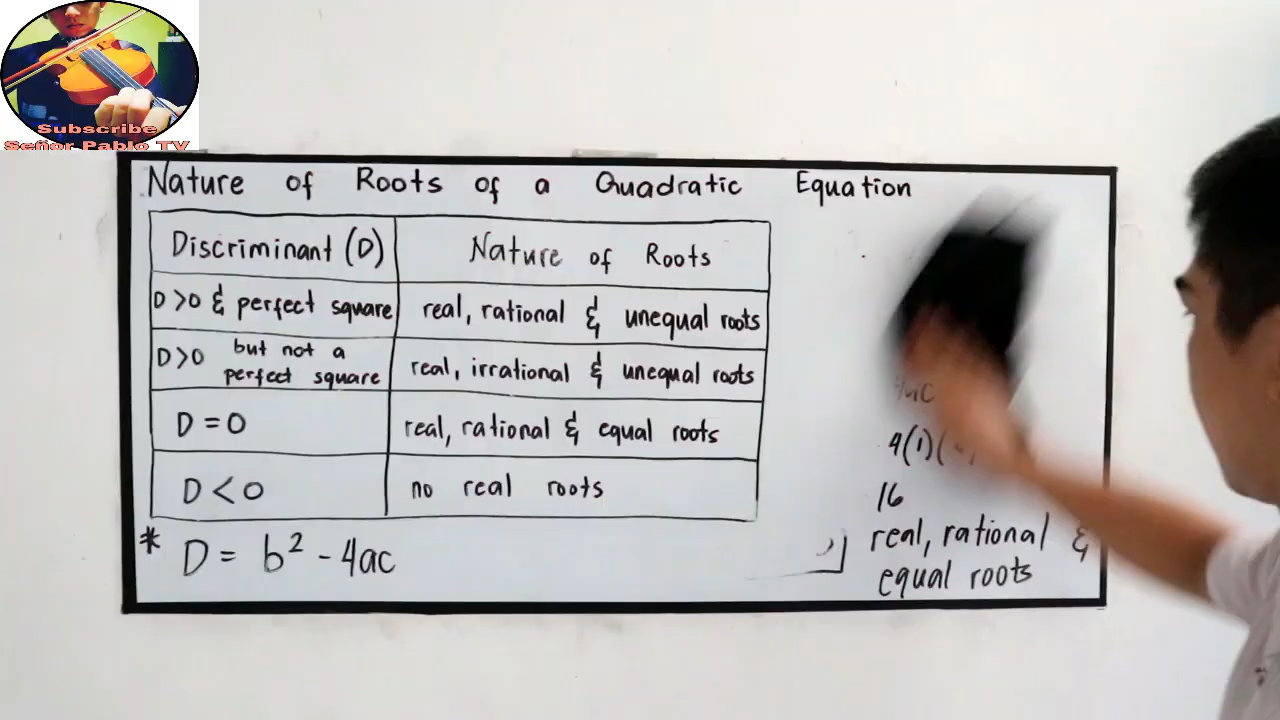 Subscribe
Señor Pablo TV
Nature of Roots of a Quadratic Equation
Discriminant (D) Nature of Roots
D >0 & perfect square real, rational & unequal roots
D>0 but not a perfect square real, irrational & unequal roots
D = 0 real, rational & equal roots
D < 0 no real roots
* D = b² - 4ac
4(1)(
16
real, rational &
equal roots